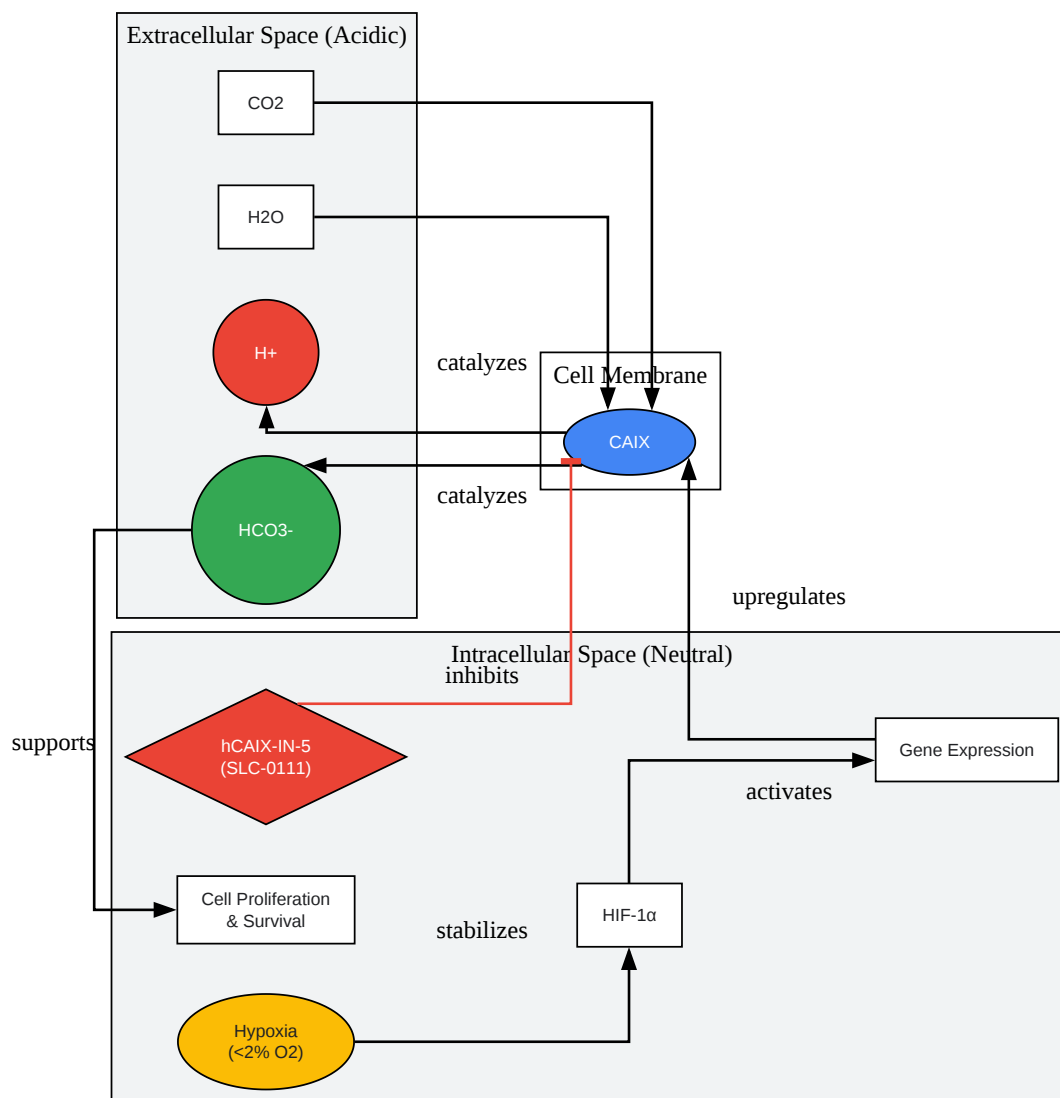 Extracellular Space (Acidic)
CO2
H2O
H+
catalyzes
Cell Membrane
CAIX
catalyzes
HCO3-
upregulates
Intracellular Space (Neutral)
inhibits
hCAIX-IN-5
(SLC-0111)
supports
Gene Expression
activates
Cell Proliferation
& Survival
HIF-1α
stabilizes
Hypoxia
(<2% O2)